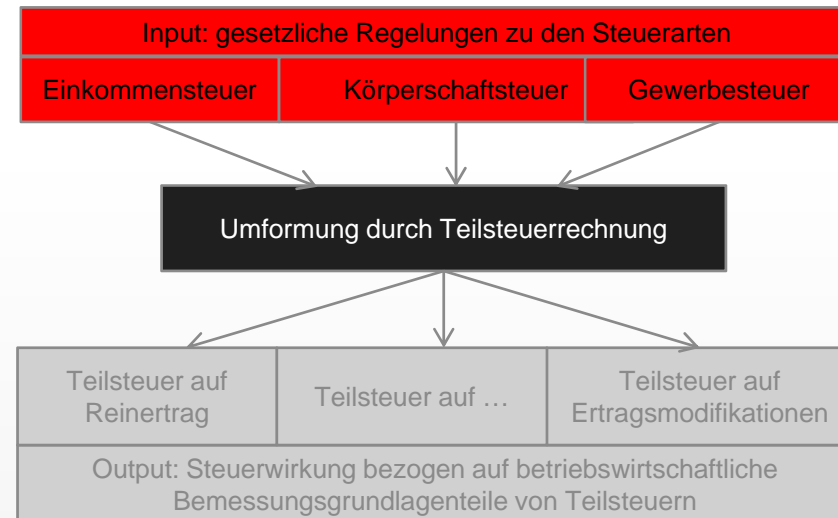 Input: gesetzliche Regelungen zu den Steuerarten
Einkommensteuer Körperschaftsteuer Gewerbesteuer
Umformung durch Teilsteuerrechnung
Teilsteuer auf
Reinertrag
Teilsteuer auf …
Teilsteuer auf
Ertragsmodifikationen
Output: Steuerwirkung bezogen auf betriebswirtschaftliche
Bemessungsgrundlagenteile von Teilsteuern